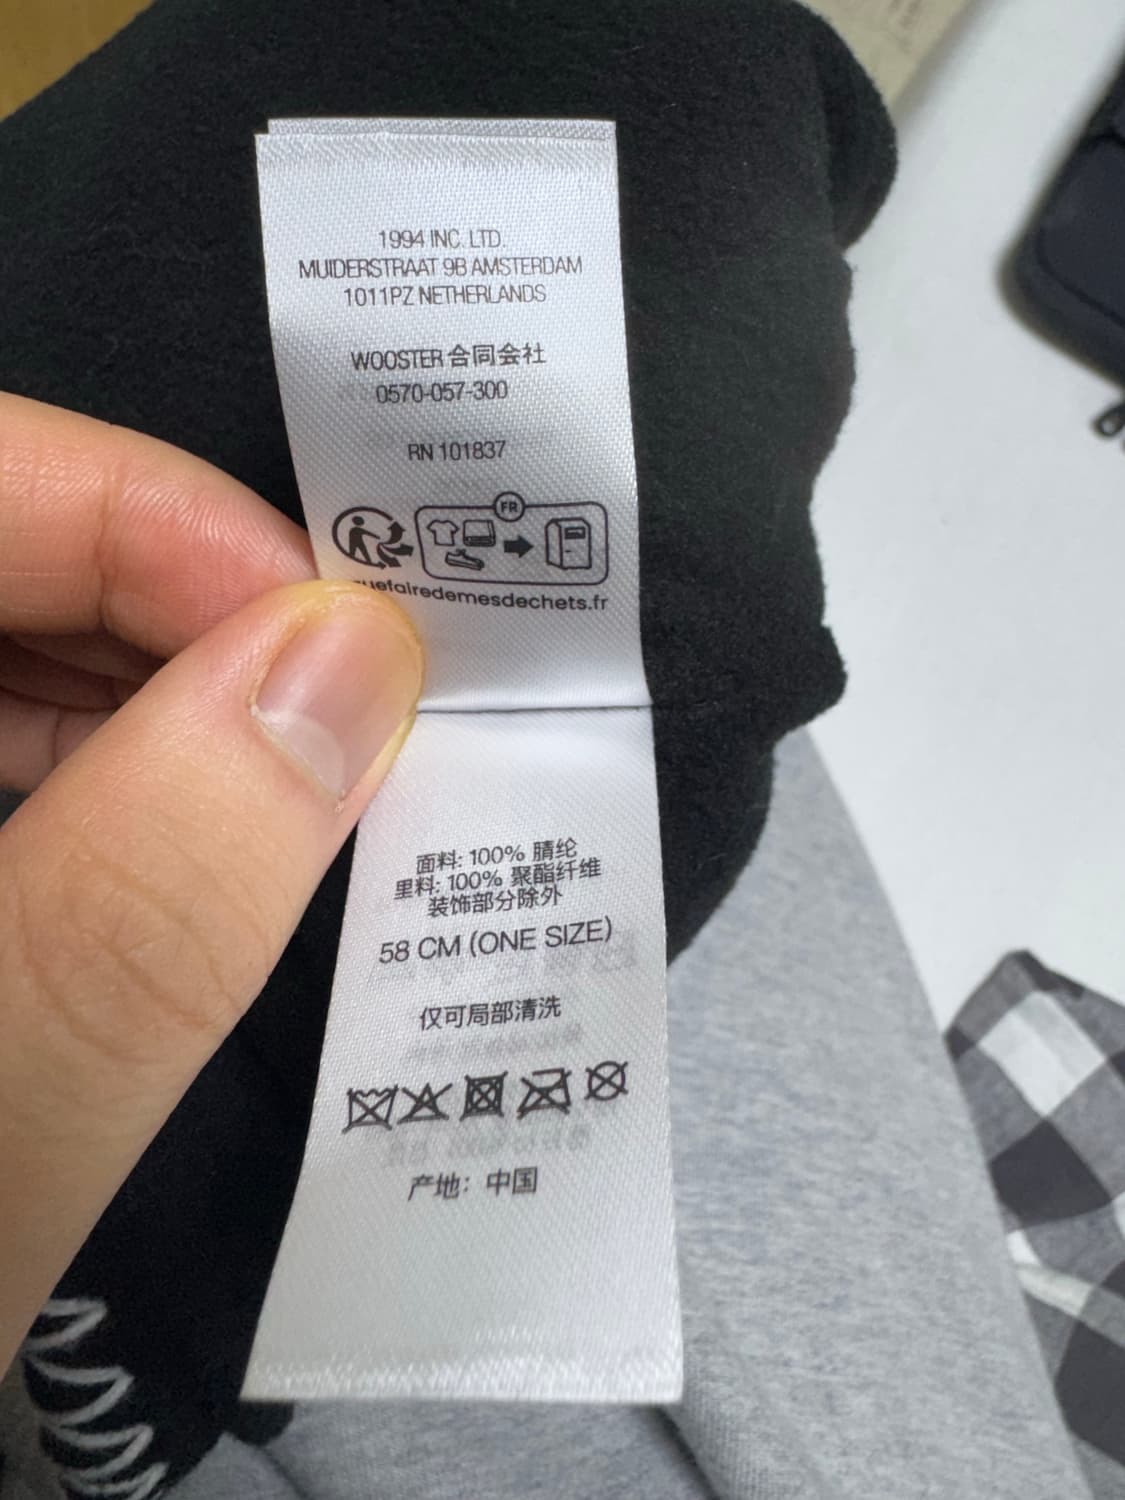 1994 INC. LTD.
MUIDERSTRAAT 9B AMSTERDAM
1011PZ NETHERLANDS
WOOSTER 合同会社
0570-057-300
RN 101837
FR
uefairedemesdechets.fr
面料: 100% 腈纶
里料: 100% 聚酯纤维
装饰部分除外
58 CM (ONE SIZE)
仅可局部清洗
产地：中国